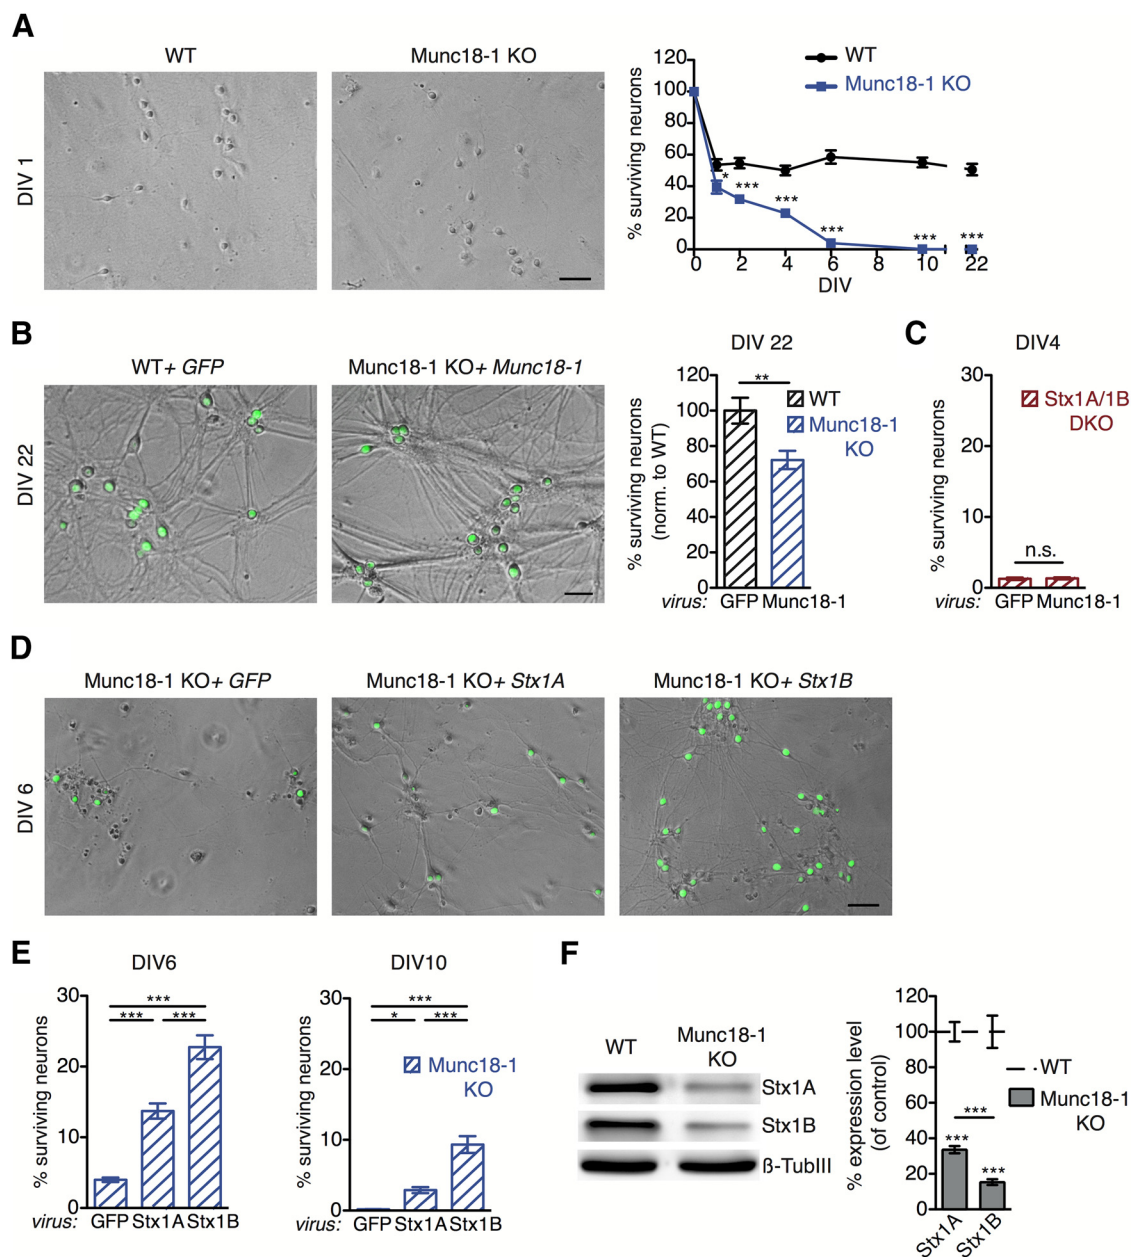 A
WT
Munc18-1 KO
DIV 1
% surviving neurons
120
100
80
60
40
20
0
WT
Munc18-1 KO
*
***
***
***
***
***
0
2
4
6
8
10
22
DIV
B
WT+ GFP
Munc18-1 KO+ Munc18-1
DIV 22
DIV 22
% surviving neurons
(norm. to WT)
120
100
80
60
40
20
0
**
WT
Munc18-1
KO
virus: GFP Munc18-1
C
DIV4
% surviving neurons
30
20
10
0
Stx1A/1B
DKO
n.s.
virus: GFP Munc18-1
D
Munc18-1 KO+ GFP
Munc18-1 KO+ Stx1A
Munc18-1 KO+ Stx1B
DIV 6
E
DIV6
% surviving neurons
30
20
10
0
***
*** ***
virus: GFP Stx1A Stx1B
DIV10
% surviving neurons
30
20
10
0
***
* ***
Munc18-1
KO
virus: GFP Stx1A Stx1B
F
WT
Munc18-1
KO
Stx1A
Stx1B
ß-TubIII
% expression level
(of control)
120
100
80
60
40
20
0
WT
Munc18-1
KO
***
***
***
Stx1A
Stx1B